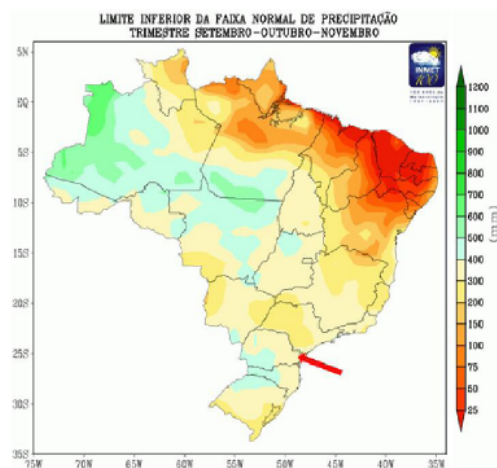 LIMITE INFERIOR DA FAIXA NORMAL DE PRECIPITAÇÃO
TRIMESTRE SETEMBRO-OUTUBRO-NOVEMBRO
INMET
5N
5S
10S
15S
20S
25S
30S
35S
75W 70W 65W 60W 55W 50W 45W 40W 35W
1200
1100
1000
900
800
700
600
500
400
300
200
150
100
75
50
25
(mm)